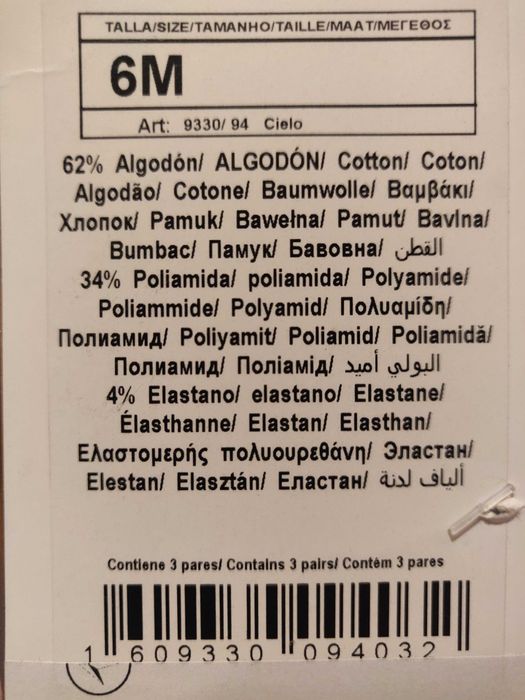 TALLA/SIZE/TAMANHO/TAILLE/MAAT/ΜΕΓΕΘΟΣ
6M
Art: 9330/ 94 Cielo
62% Algodón/ ALGODÓN/ Cotton/ Coton/
Algodão/ Cotone/ Baumwolle/ Βαμβάκι/
Хлопок/ Pamuk/ Bawełna/ Pamut/ Bavlna/
Bumbac/ Памук/ Бавовна/ القطن
34% Poliamida/ poliamida/ Polyamide/
Poliammide/ Polyamid/ Πολυαμίδη/
Полиамид/ Poliyamit/ Poliamid/ Poliamidă/
Полиамид/ Поліамід/ البولي أميد
4% Elastano/ elastano/ Elastane/
Élasthanne/ Elastan/ Elasthan/
Ελαστομερής πολυουρεθάνη/ Эластан/
Elestan/ Elasztán/ Еластан/ ألياف لدنة
Contiene 3 pares/ Contains 3 pairs/ Contém 3 pares
1 609330 094032